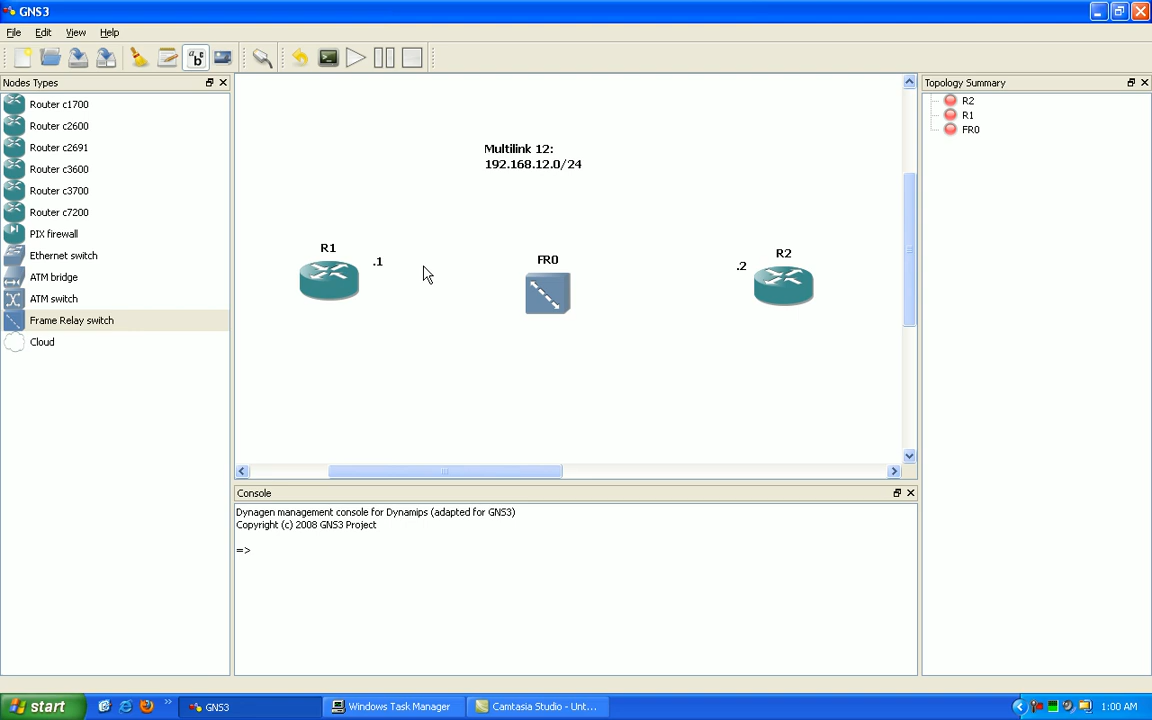 GNS3
File Edit View Help
Nodes Types
Router c1700
Router c2600
Router c2691
Router c3600
Router c3700
Router c7200
PIX firewall
Ethernet switch
ATM bridge
ATM switch
Frame Relay switch
Cloud
Multilink 12:
192.168.12.0/24
R1
.1
FR0
R2
.2
Topology Summary
R2
R1
FR0
Console
Dynagen management console for Dynamips (adapted for GNS3)
Copyright (c) 2008 GNS3 Project
=>
start
GNS3
Windows Task Manager
Camtasia Studio - Unt...
1:00 AM